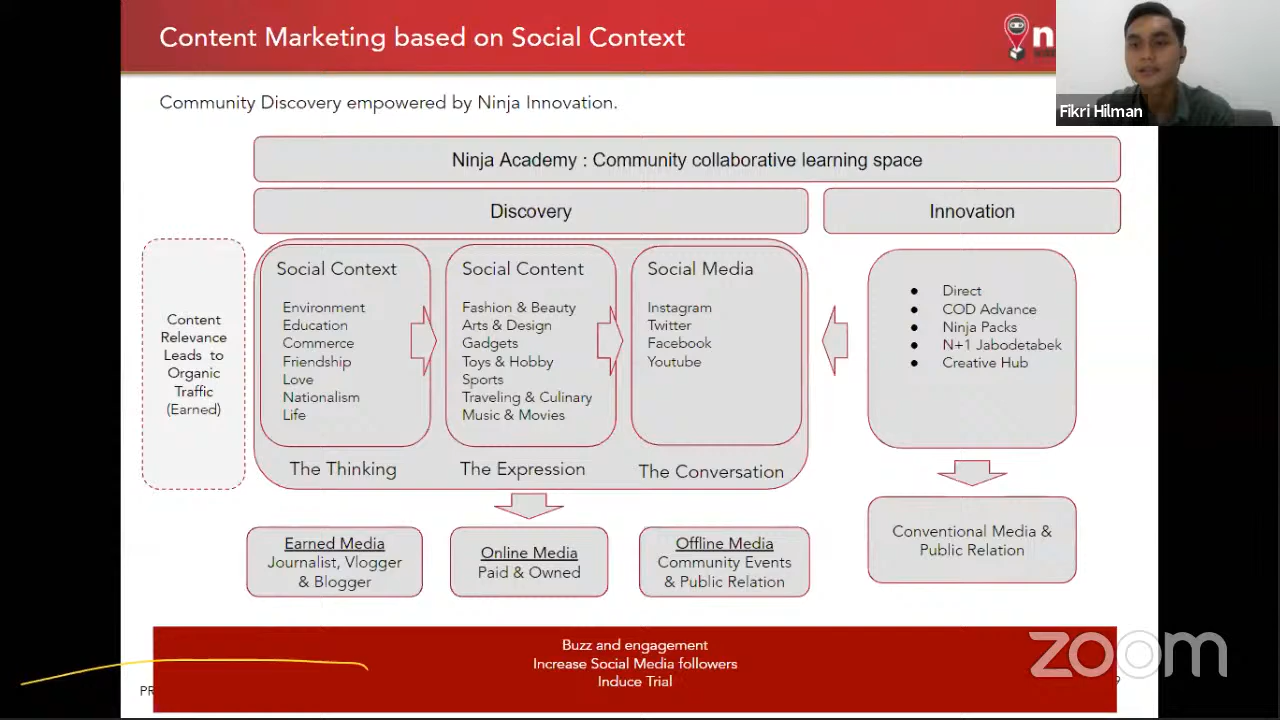 Content Marketing based on Social Context
Fikri Hilman
Community Discovery empowered by Ninja Innovation.
Ninja Academy : Community collaborative learning space
Discovery
Innovation
Content
Relevance
Leads to
Organic
Traffic
(Earned)
Social Context
Environment
Education
Commerce
Friendship
Love
Nationalism
Life
The Thinking
Social Content
Fashion & Beauty
Arts & Design
Gadgets
Toys & Hobby
Sports
Traveling & Culinary
Music & Movies
The Expression
Social Media
Instagram
Twitter
Facebook
Youtube
The Conversation
● Direct
● COD Advance
● Ninja Packs
● N+1 Jabodetabek
● Creative Hub
Earned Media
Journalist, Vlogger
& Blogger
Online Media
Paid & Owned
Offline Media
Community Events
& Public Relation
Conventional Media &
Public Relation
Buzz and engagement
Increase Social Media followers
Induce Trial
zoom
PR